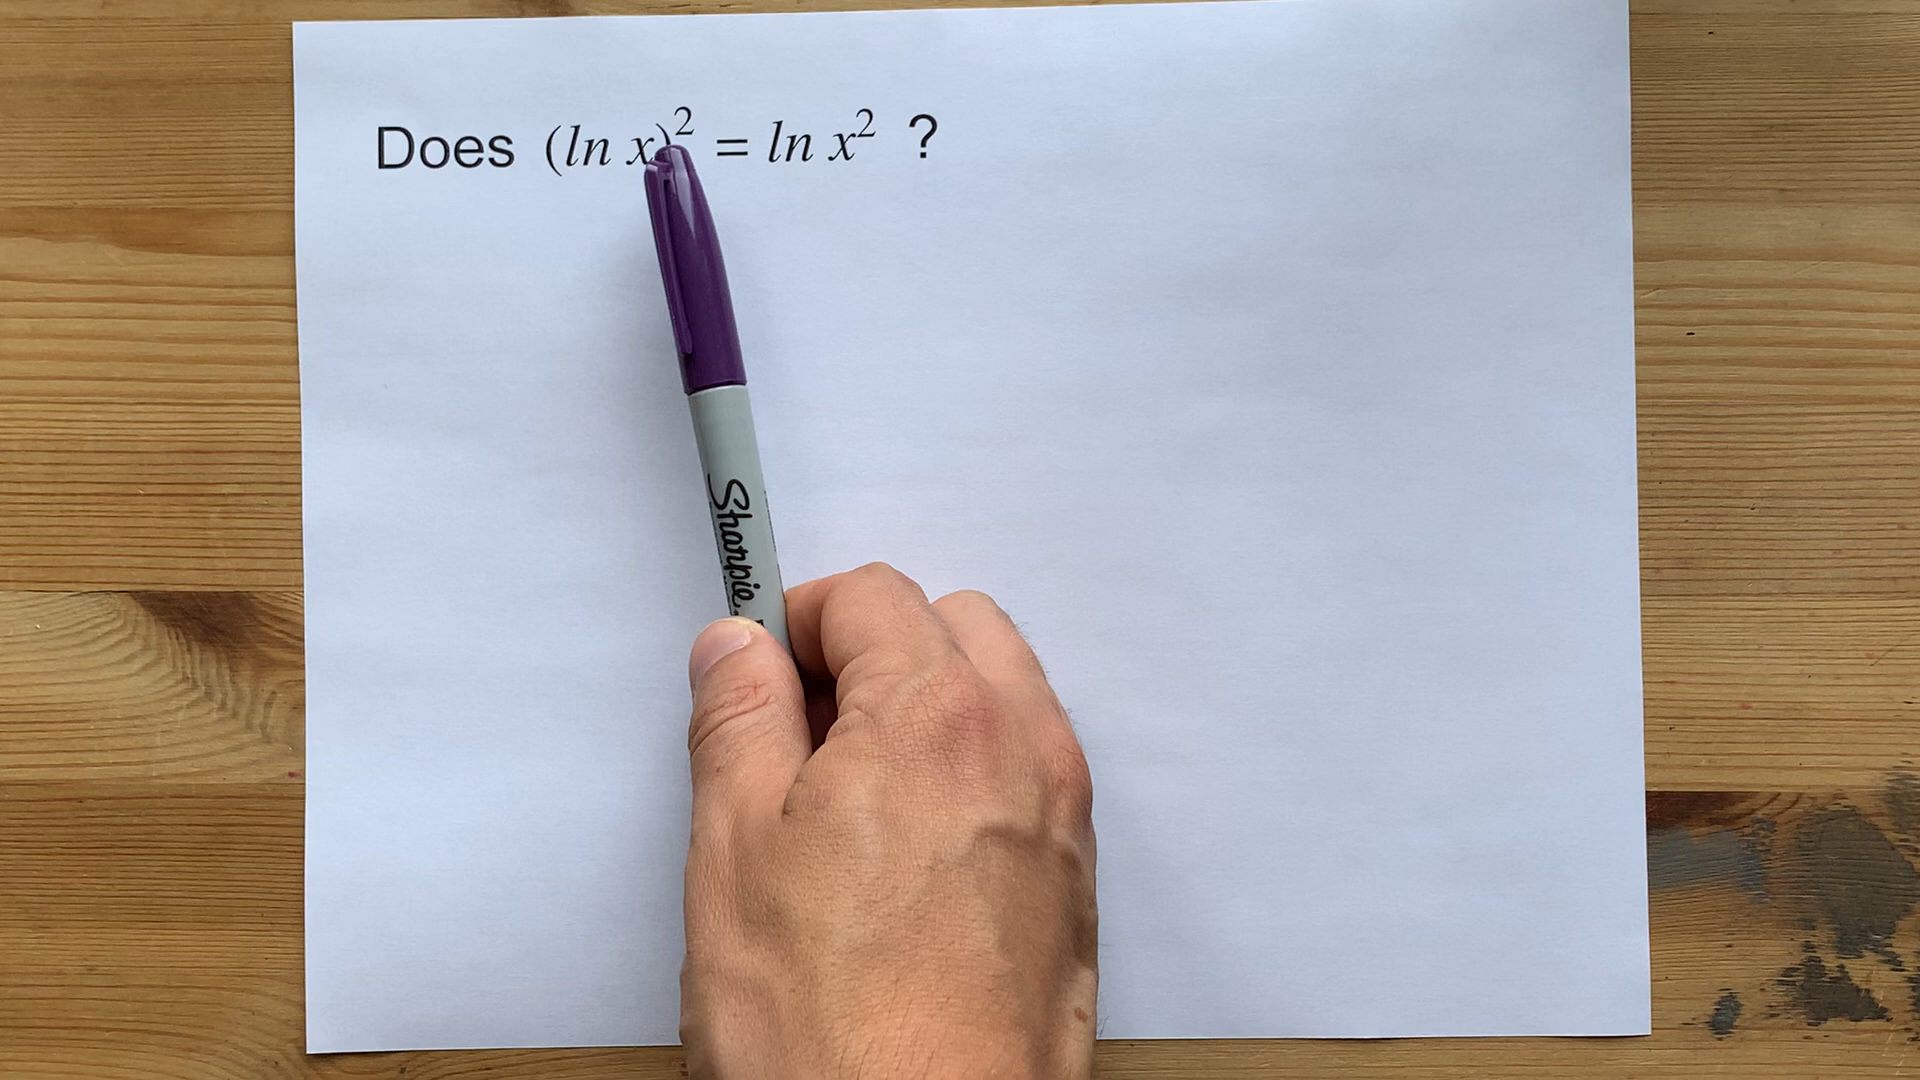 Does (ln x)² = ln x² ?
Sharpie.